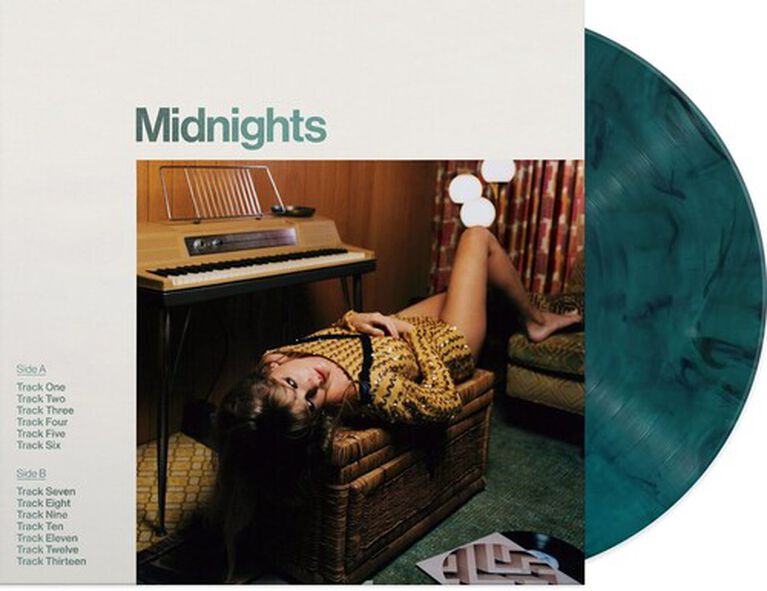 Midnights
Side A
Track One
Track Two
Track Three
Track Four
Track Five
Track Six
Side B
Track Seven
Track Eight
Track Nine
Track Ten
Track Eleven
Track Twelve
Track Thirteen